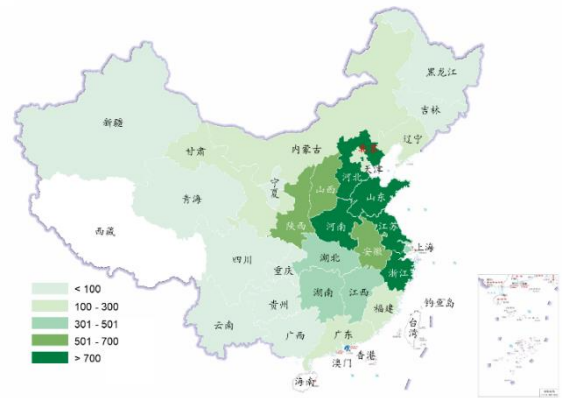 黑龙江
吉林
辽宁
新疆
甘肃
内蒙古
天津
河北
山西
山东
宁夏
青海
陕西
河南
江苏
西藏
安徽
上海
四川
湖北
重庆
浙江
湖南
江西
贵州
福建
云南
广西
广东
台湾
钓鱼岛
香港
澳门
海南
< 100
100 - 300
301 - 501
501 - 700
> 700